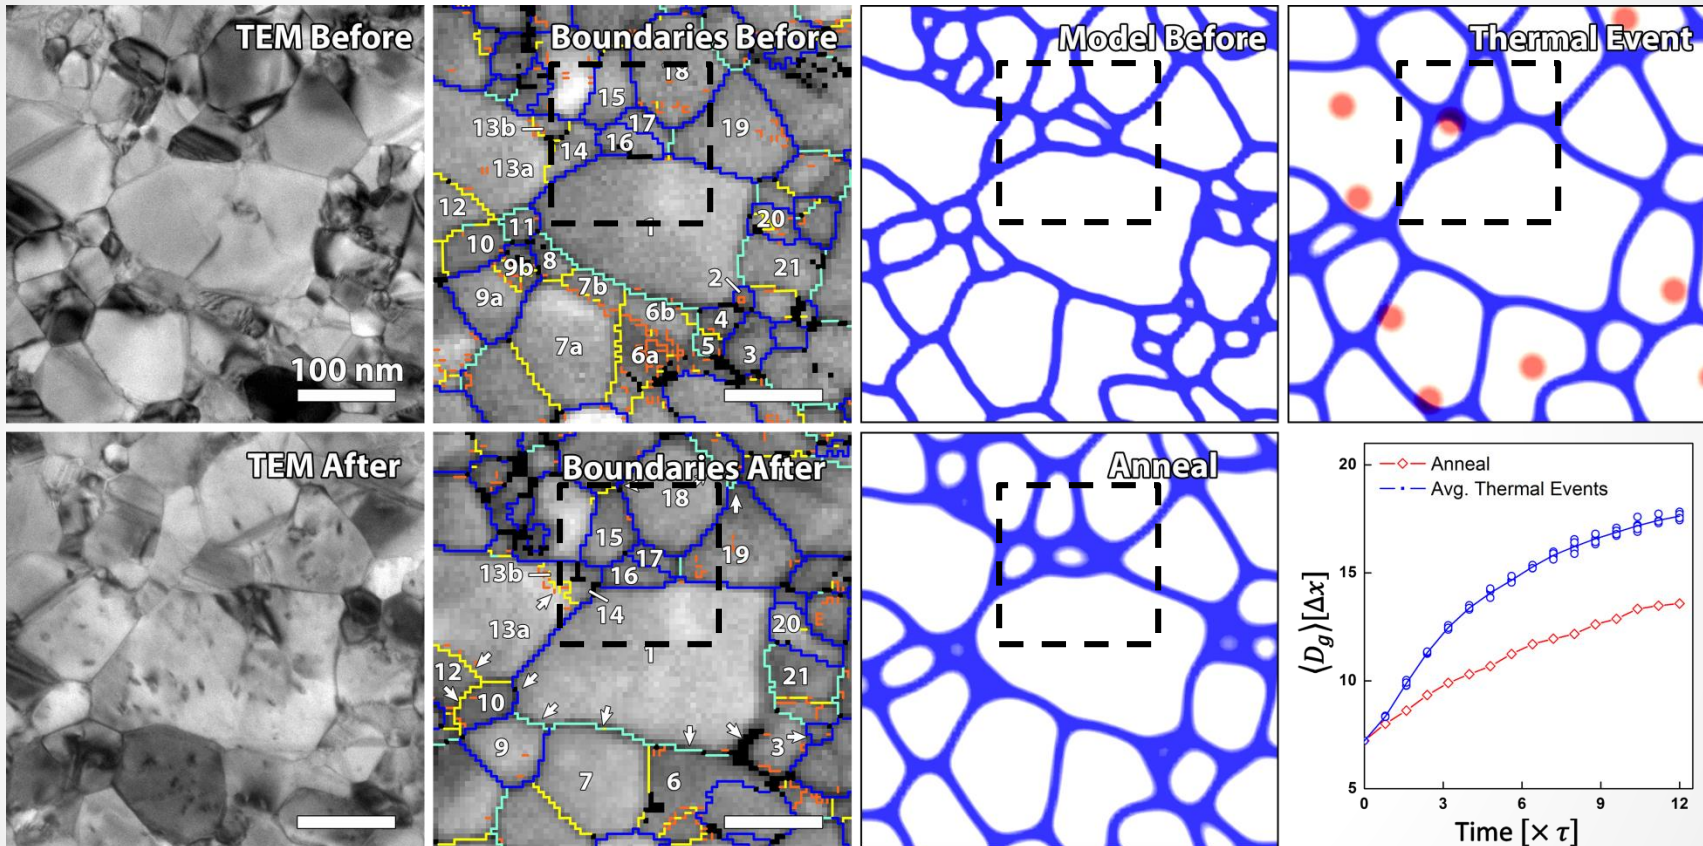 TEM Before
100 nm
Boundaries Before
18
15
17
19
13b
16
14
13a
12
11
1
20
10
8
21
9b
7b
2
9a
6b
4
7a
5
6a
3
Model Before
Thermal Event
TEM After
Boundaries After
18
15
17
19
13b
16
14
13a
20
1
12
21
10
9
3
7
6
Anneal
20
Anneal
Avg. Thermal Events
15
10
5
⟨D_g⟩[Δx]
0 3 6 9 12
Time [× τ]